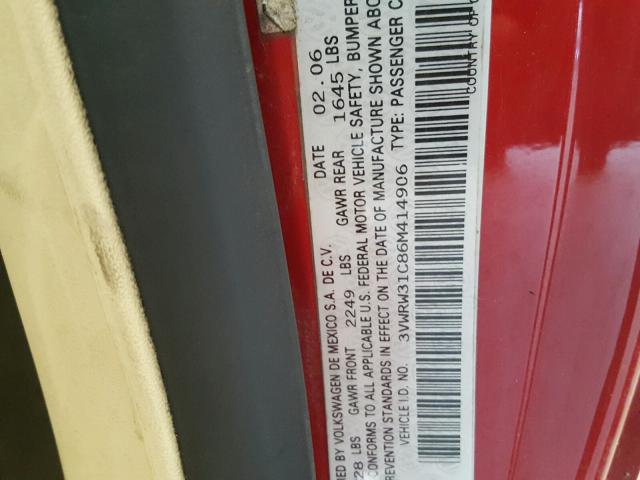 RED BY VOLKSWAGEN DE MEXICO S.A. DE C.V. DATE 02.06
28 LBS GAWR FRONT 2249 LBS GAWR REAR 1645 LBS
CONFORMS TO ALL APPLICABLE U.S. FEDERAL MOTOR VEHICLE SAFETY, BUMPER
REVENTION STANDARDS IN EFFECT ON THE DATE OF MANUFACTURE SHOWN ABO
VEHICLE I.D. NO. 3VWRW31C86M414906 TYPE: PASSENGER C
COUNTRY OF O